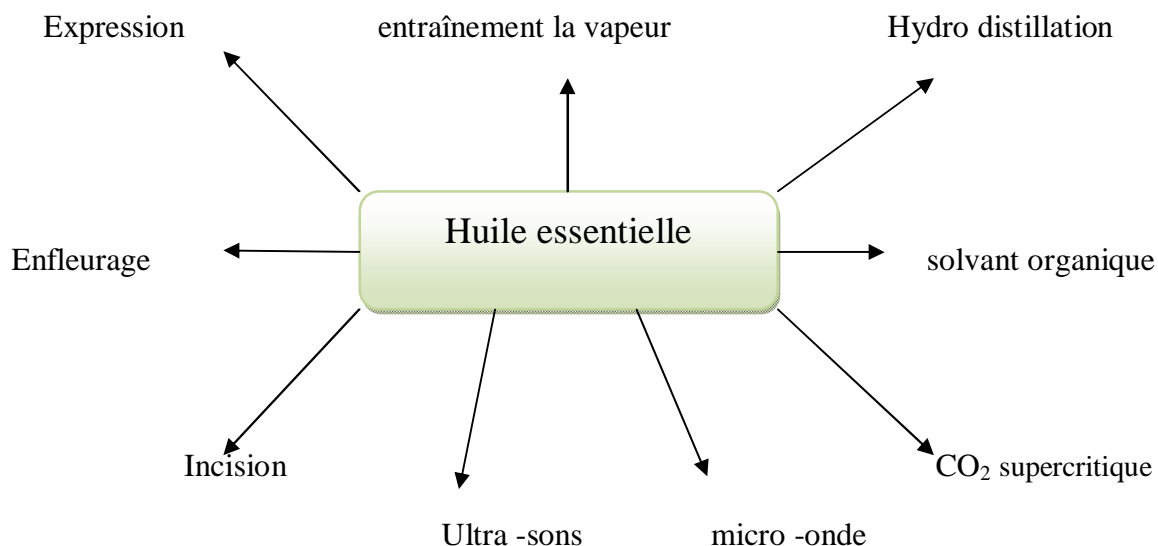 Expression
entraînement la vapeur
Hydro distillation
Huile essentielle
Enfleurage
solvant organique
Incision
CO₂ supercritique
Ultra -sons
micro -onde